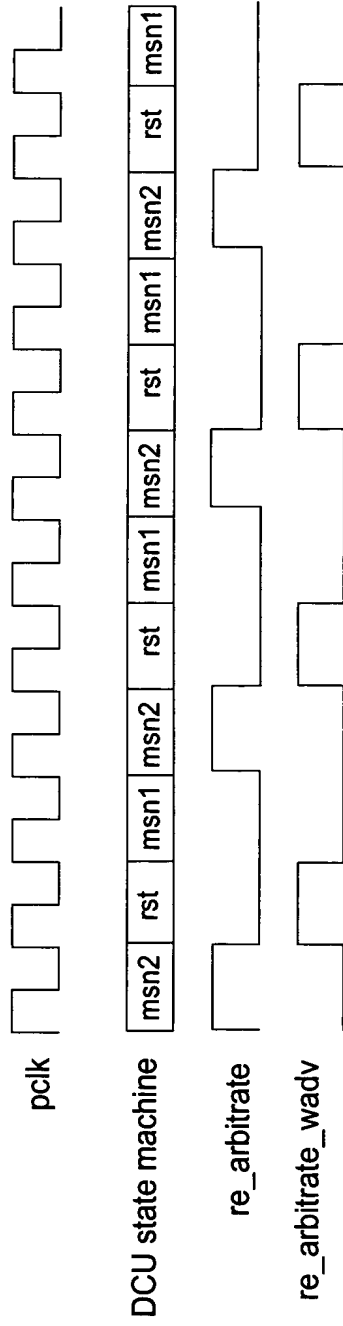 pclk
DCU state machine msn2 rst msn1 msn2 rst msn1 msn2 rst msn1 msn2 rst msn1
re_arbitrate
re_arbitrate_wadv